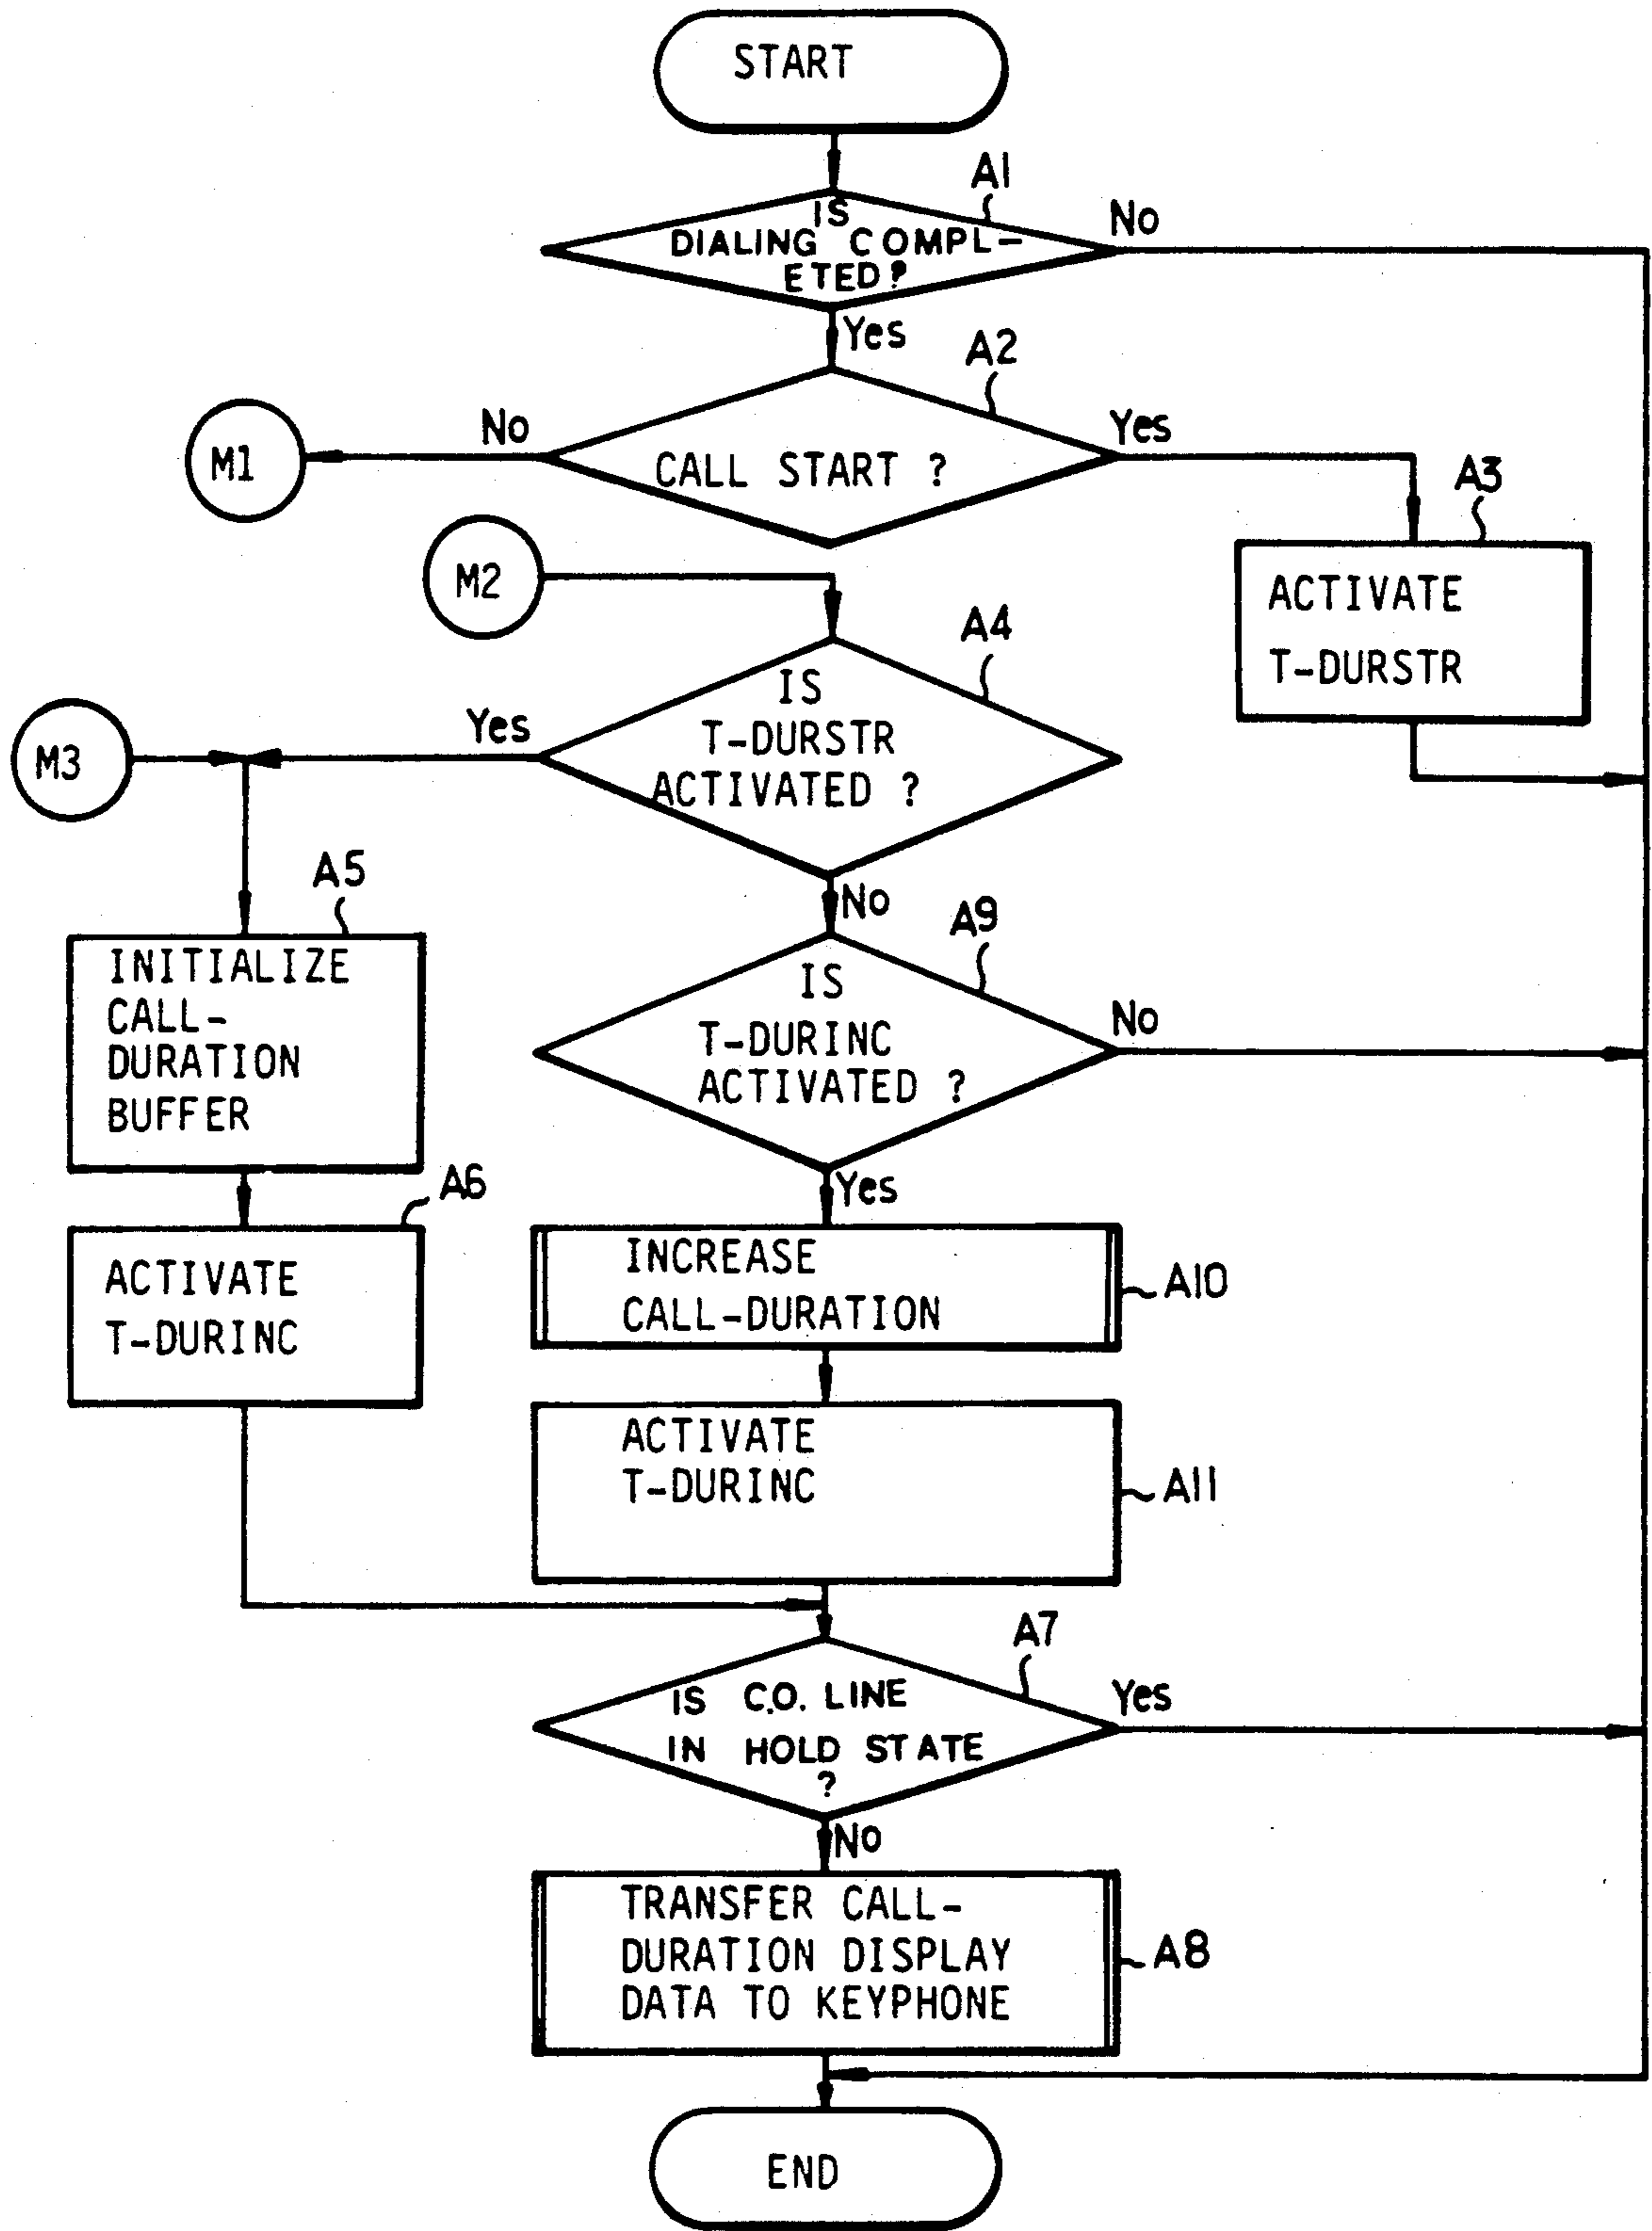 START
A1
IS
DIALING COMPL-
ETED?
No
Yes
A2
No
Yes
M1
CALL START ?
A3
M2
ACTIVATE
T-DURSTR
A4
IS
T-DURSTR
ACTIVATED ?
Yes
M3
No
A5
A9
INITIALIZE
CALL-
DURATION
BUFFER
IS
T-DURINC
ACTIVATED ?
No
Yes
A6
ACTIVATE
T-DURINC
INCREASE
CALL-DURATION
A10
ACTIVATE
T-DURINC
A11
A7
IS C.O. LINE
IN HOLD STATE
?
Yes
No
TRANSFER CALL-
DURATION DISPLAY
DATA TO KEYPHONE
A8
END